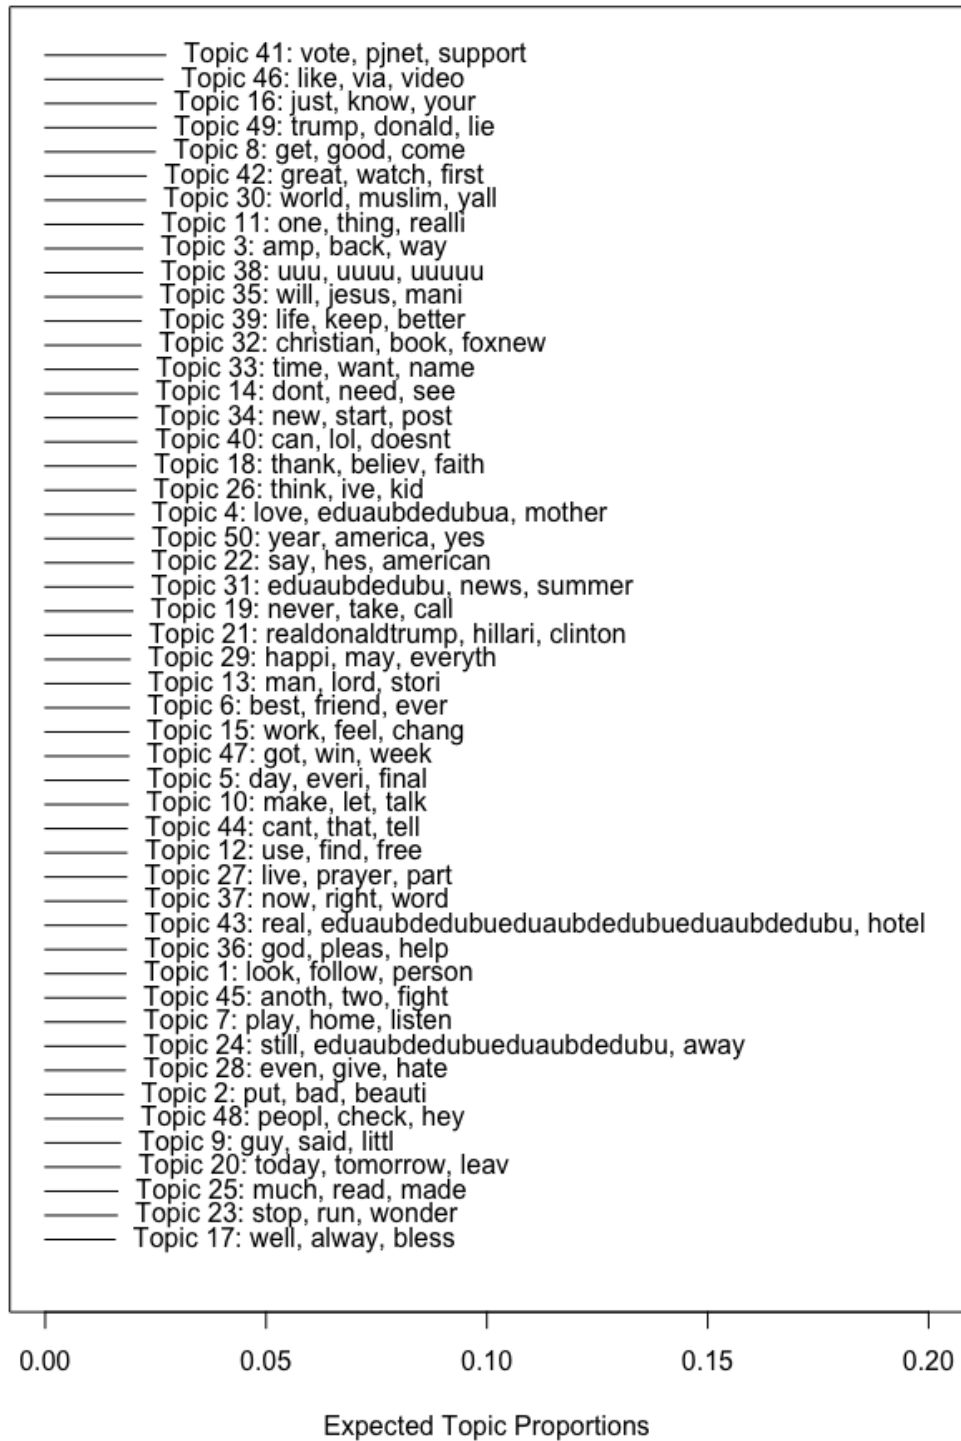 Topic 41: vote, pjnet, support
Topic 46: like, via, video
Topic 16: just, know, your
Topic 49: trump, donald, lie
Topic 8: get, good, come
Topic 42: great, watch, first
Topic 30: world, muslim, yall
Topic 11: one, thing, realli
Topic 3: amp, back, way
Topic 38: uuu, uuuu, uuuuu
Topic 35: will, jesus, mani
Topic 39: life, keep, better
Topic 32: christian, book, foxnew
Topic 33: time, want, name
Topic 14: dont, need, see
Topic 34: new, start, post
Topic 40: can, lol, doesnt
Topic 18: thank, believ, faith
Topic 26: think, ive, kid
Topic 4: love, eduaubdedubua, mother
Topic 50: year, america, yes
Topic 22: say, hes, american
Topic 31: eduaubdedubu, news, summer
Topic 19: never, take, call
Topic 21: realdonaldtrump, hillari, clinton
Topic 29: happi, may, everyth
Topic 13: man, lord, stori
Topic 6: best, friend, ever
Topic 15: work, feel, chang
Topic 47: got, win, week
Topic 5: day, everi, final
Topic 10: make, let, talk
Topic 44: cant, that, tell
Topic 12: use, find, free
Topic 27: live, prayer, part
Topic 37: now, right, word
Topic 43: real, eduaubdedubueduaubdedubueduaubdedubu, hotel
Topic 36: god, pleas, help
Topic 1: look, follow, person
Topic 45: anoth, two, fight
Topic 7: play, home, listen
Topic 24: still, eduaubdedubueduaubdedubu, away
Topic 28: even, give, hate
Topic 2: put, bad, beauti
Topic 48: peopl, check, hey
Topic 9: guy, said, littl
Topic 20: today, tomorrow, leav
Topic 25: much, read, made
Topic 23: stop, run, wonder
Topic 17: well, alway, bless
0.00 0.05 0.10 0.15 0.20
Expected Topic Proportions